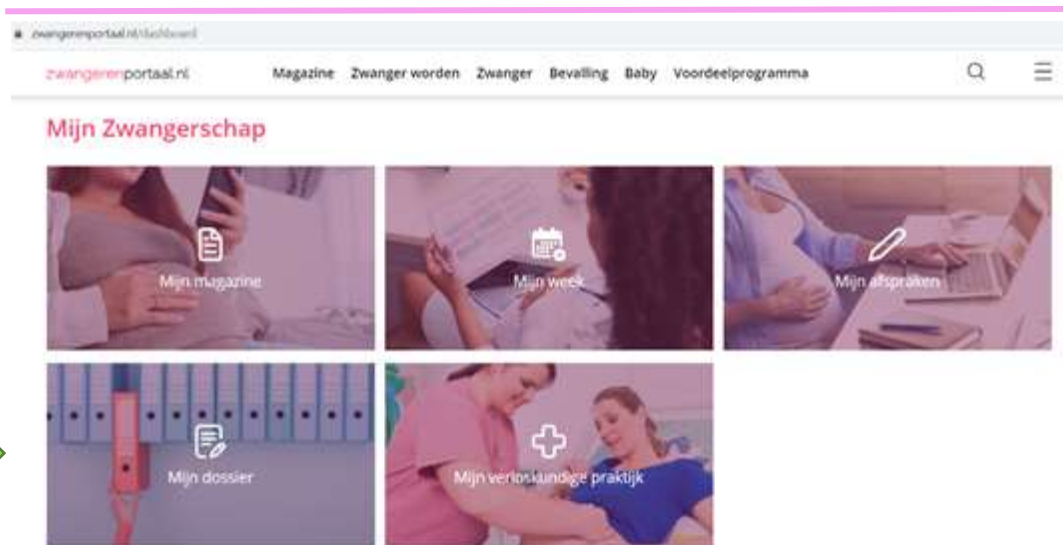 zwangerenportaal.nl/dashboard
zwangerenportaal.nl Magazine Zwanger worden Zwanger Bevalling Baby Voordeelprogramma
Mijn Zwangerschap
Mijn magazine
Mijn week
Mijn afspraken
Mijn dossier
Mijn verloskundige praktijk